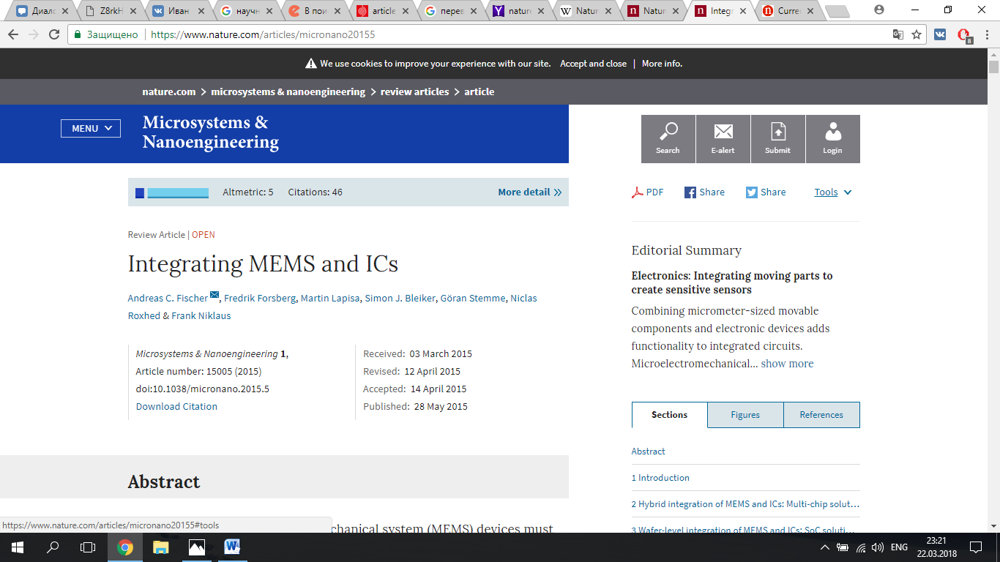 Диалс
Z8rkH
Иван
научн
В пои
article
перев
nature
Natur
Natur
Integr
Curre
Защищено
https://www.nature.com/articles/micronano20155
8
We use cookies to improve your experience with our site. Accept and close | More info.
nature.com > microsystems & nanoengineering > review articles > article
MENU
Microsystems &
Nanoengineering
Search
E-alert
Submit
Login
Altmetric: 5 Citations: 46 More detail »
PDF Share Share Tools
Review Article | OPEN
Integrating MEMS and ICs
Andreas C. Fischer, Fredrik Forsberg, Martin Lapisa, Simon J. Bleiker, Göran Stemme, Niclas
Roxhed & Frank Niklaus
Microsystems & Nanoengineering 1,
Article number: 15005 (2015)
doi:10.1038/micronano.2015.5
Download Citation
Received: 03 March 2015
Revised: 12 April 2015
Accepted: 14 April 2015
Published: 28 May 2015
Editorial Summary
Electronics: Integrating moving parts to
create sensitive sensors
Combining micrometer-sized movable
components and electronic devices adds
functionality to integrated circuits.
Microelectromechanical... show more
Sections Figures References
Abstract
1 Introduction
2 Hybrid integration of MEMS and ICs: Multi-chip solut...
3 Wafer-level integration of MEMS and ICs: SoC soluti...
Abstract
chanical system (MEMS) devices must
https://www.nature.com/articles/micronano20155#tools
ENG
23:21
22.03.2018